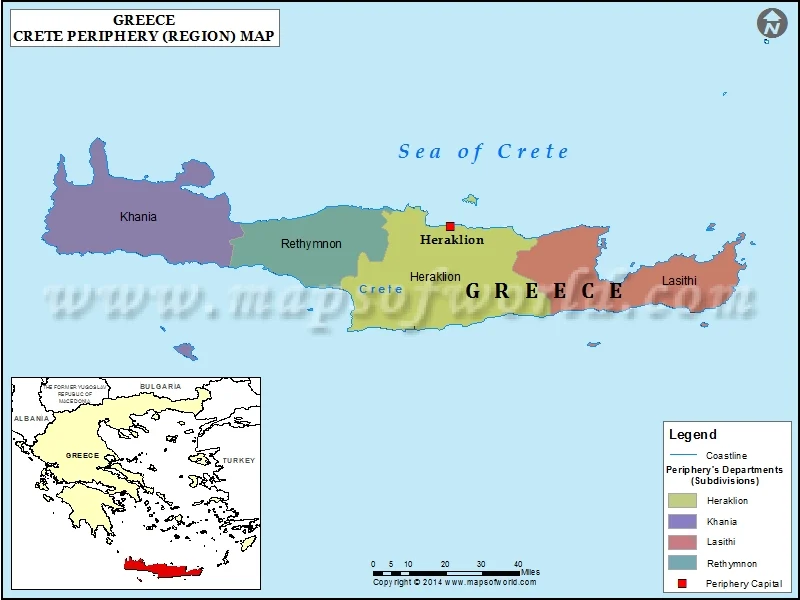 GREECE
CRETE PERIPHERY (REGION) MAP
N
Sea of Crete
Khania
Rethymnon
Heraklion
Heraklion
Crete
GREECE
Lasithi
www.mapsofworld.com
THE FORMER YUGOSLAV
REPUBLIC OF
MACEDONIA
BULGARIA
ALBANIA
GREECE
TURKEY
Legend
Coastline
Periphery's Departments
(Subdivisions)
Heraklion
Khania
Lasithi
Rethymnon
Periphery Capital
0 5 10 20 30 40
Miles
Copyright © 2014 www.mapsofworld.com